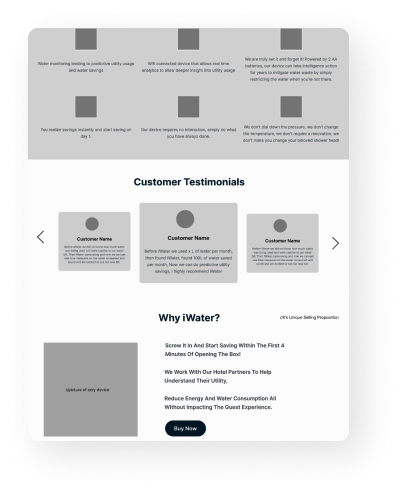 Water monitoring leading to predictive utility usage
and water savings
Wifi connected device that allows real-time
analytics to allow deeper insight into utility usage
We are truly set it and forget it! Powered by 2 AA
batteries, our device can take intelligence action
for years to mitigate water waste by simply
restricting the water when you're not there.
You realize savings instantly and start saving on
day 1.
Our device requires no interaction, simply do what
you have always done.
We don't dial down the pressure, we don't change
the temperature, we don't require a renovation, we
don't make you change your beloved shower head!
Customer Testimonials
Customer Name
Customer Name
Before iWater we used x L of water per month,
then found iWater, found 100L of water saved
per month, Now we can do predictive utility
savings, I highly recommend iWater
Customer Name
Why iWater?
//It's Unique Selling Proposition
//picture of only device
Screw It In And Start Saving Within The First 4
Minutes Of Opening The Box!
We Work With Our Hotel Partners To Help
Understand Their Utility,
Reduce Energy And Water Consumption All
Without Impacting The Guest Experience.
Buy Now